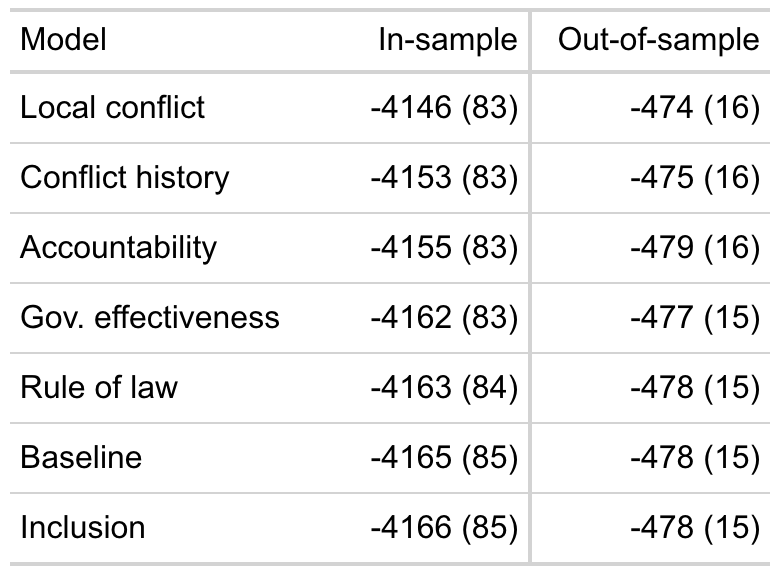 Model In-sample Out-of-sample
Local conflict -4146 (83) -474 (16)
Conflict history -4153 (83) -475 (16)
Accountability -4155 (83) -479 (16)
Gov. effectiveness -4162 (83) -477 (15)
Rule of law -4163 (84) -478 (15)
Baseline -4165 (85) -478 (15)
Inclusion -4166 (85) -478 (15)